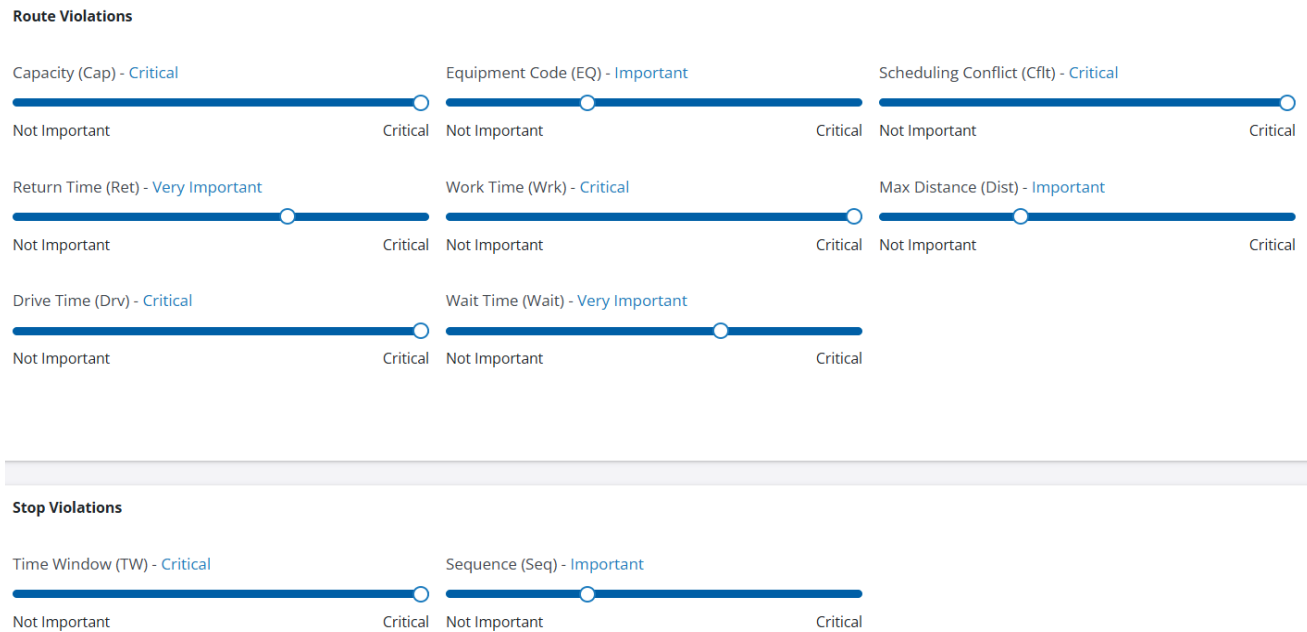 Route Violations
Capacity (Cap) - Critical
Equipment Code (EQ) - Important
Scheduling Conflict (Cflt) - Critical
Not Important Critical
Not Important Critical
Not Important Critical
Return Time (Ret) - Very Important
Work Time (Wrk) - Critical
Max Distance (Dist) - Important
Not Important Critical
Not Important Critical
Not Important Critical
Drive Time (Drv) - Critical
Wait Time (Wait) - Very Important
Not Important Critical
Not Important Critical
Stop Violations
Time Window (TW) - Critical
Sequence (Seq) - Important
Not Important Critical
Not Important Critical